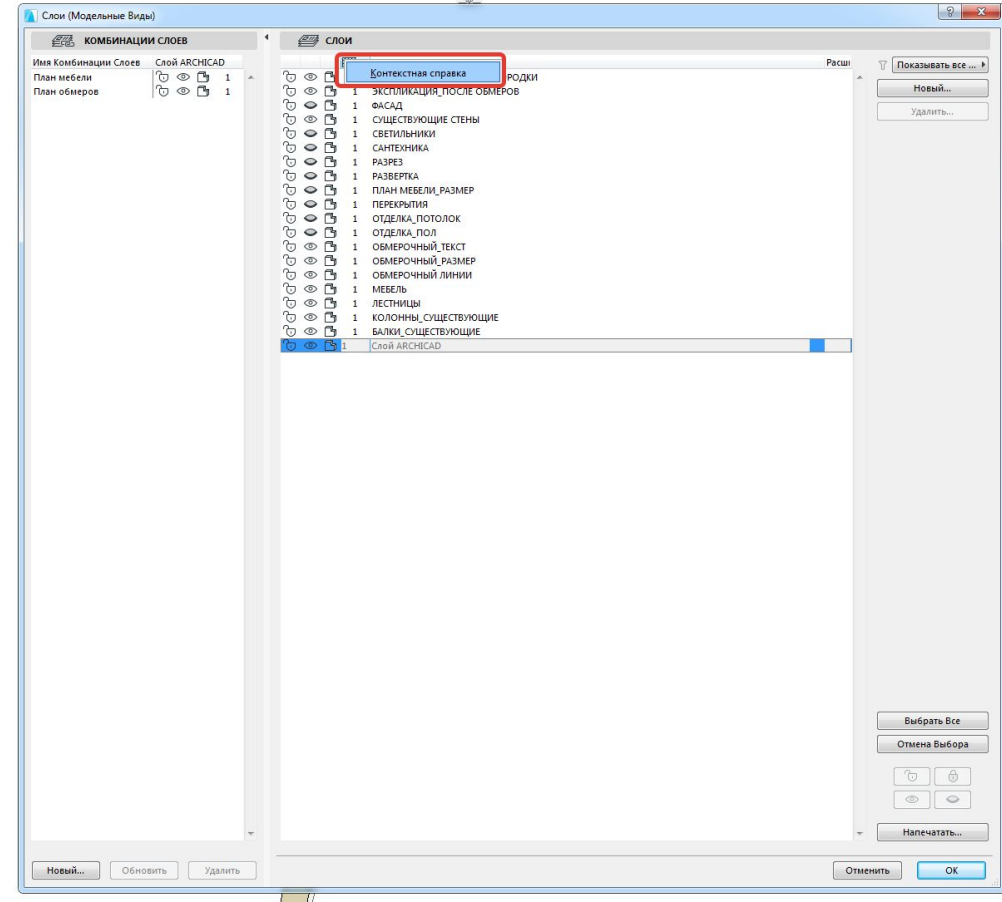 Слои (Модельные Виды)
КОМБИНАЦИИ СЛОЕВ
Имя Комбинации Слоев Слой ARCHICAD
План мебели 1
План обмеров 1
СЛОИ
Расши
Контекстная справка
РОДКИ
1 ЭКСПЛИКАЦИЯ_ПОСЛЕ ОБМЕРОВ
1 ФАСАД
1 СУЩЕСТВУЮЩИЕ СТЕНЫ
1 СВЕТИЛЬНИКИ
1 САНТЕХНИКА
1 РАЗРЕЗ
1 РАЗВЕРТКА
1 ПЛАН МЕБЕЛИ_РАЗМЕР
1 ПЕРЕКРЫТИЯ
1 ОТДЕЛКА_ПОТОЛОК
1 ОТДЕЛКА_ПОЛ
1 ОБМЕРОЧНЫЙ_ТЕКСТ
1 ОБМЕРОЧНЫЙ_РАЗМЕР
1 ОБМЕРОЧНЫЙ ЛИНИИ
1 МЕБЕЛЬ
1 ЛЕСТНИЦЫ
1 КОЛОННЫ_СУЩЕСТВУЮЩИЕ
1 БАЛКИ_СУЩЕСТВУЮЩИЕ
1 Слой ARCHICAD
Показывать все ...
Новый...
Удалить...
Выбрать Все
Отмена Выбора
Напечатать...
Новый... Обновить Удалить
Отменить OK